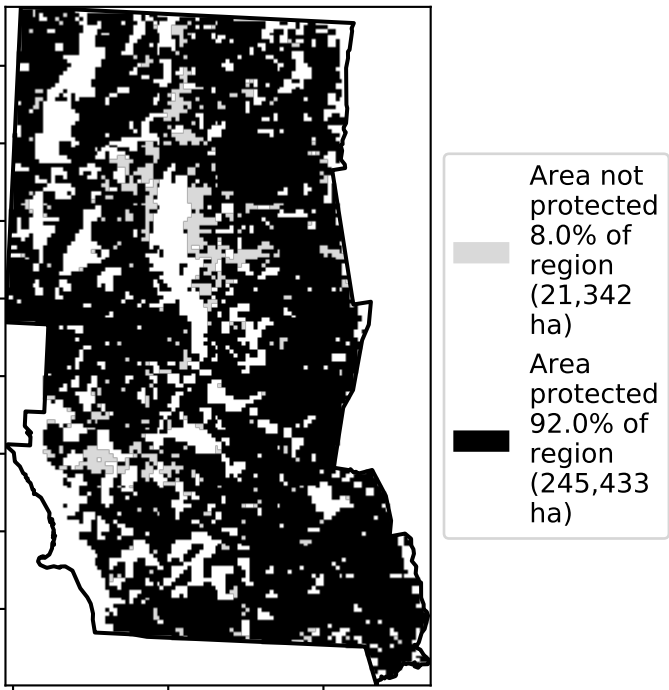 Area not
protected
8.0% of
region
(21,342
ha)
Area
protected
92.0% of
region
(245,433
ha)